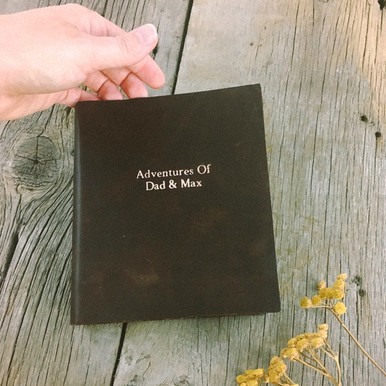 Adventures Of
Dad & Max